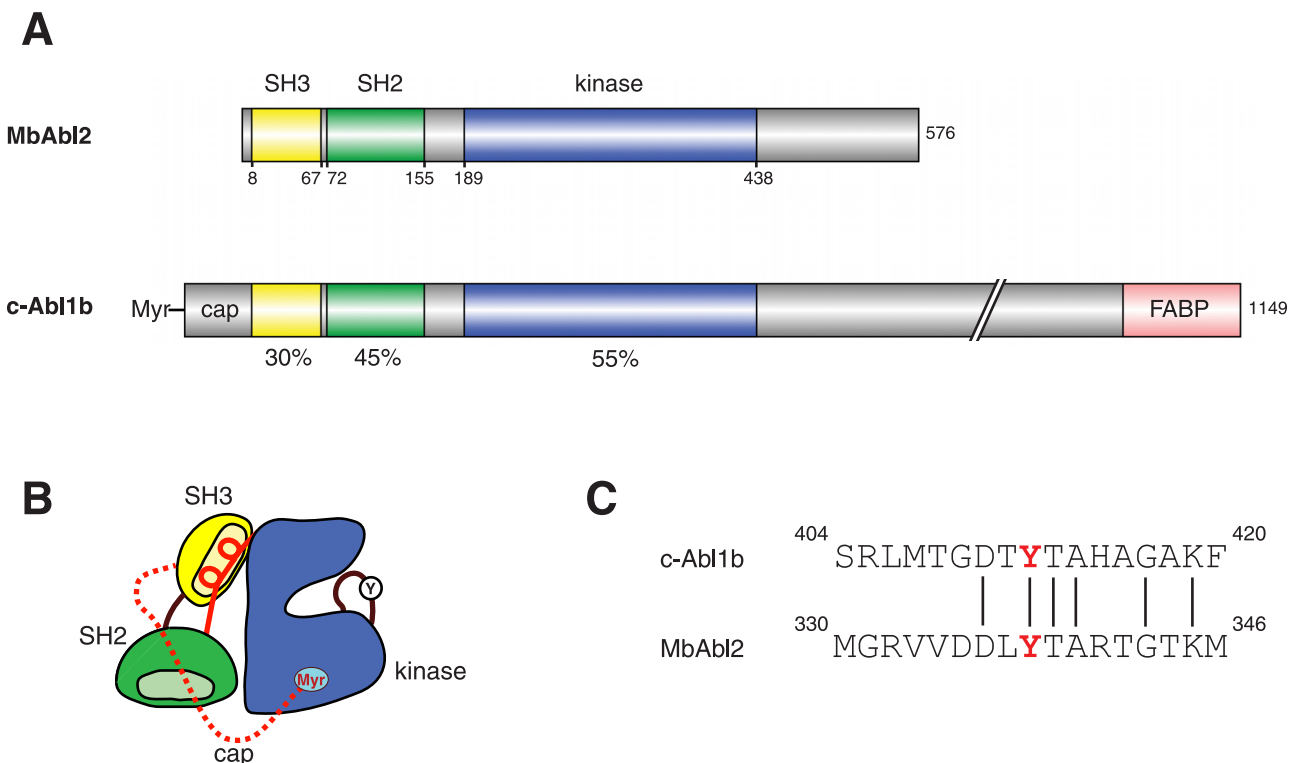 A
SH3 SH2 kinase
MbAbl2 576
8 67 72 155 189 438
c-Abl1b Myr cap FABP 1149
30% 45% 55%
B
SH3
Y
SH2
Myr
kinase
cap
C
404 420
c-Abl1b SRLMTGDTYTAHAGAKF
330 346
MbAbl2 MGRVVDDLYTARTGTKM